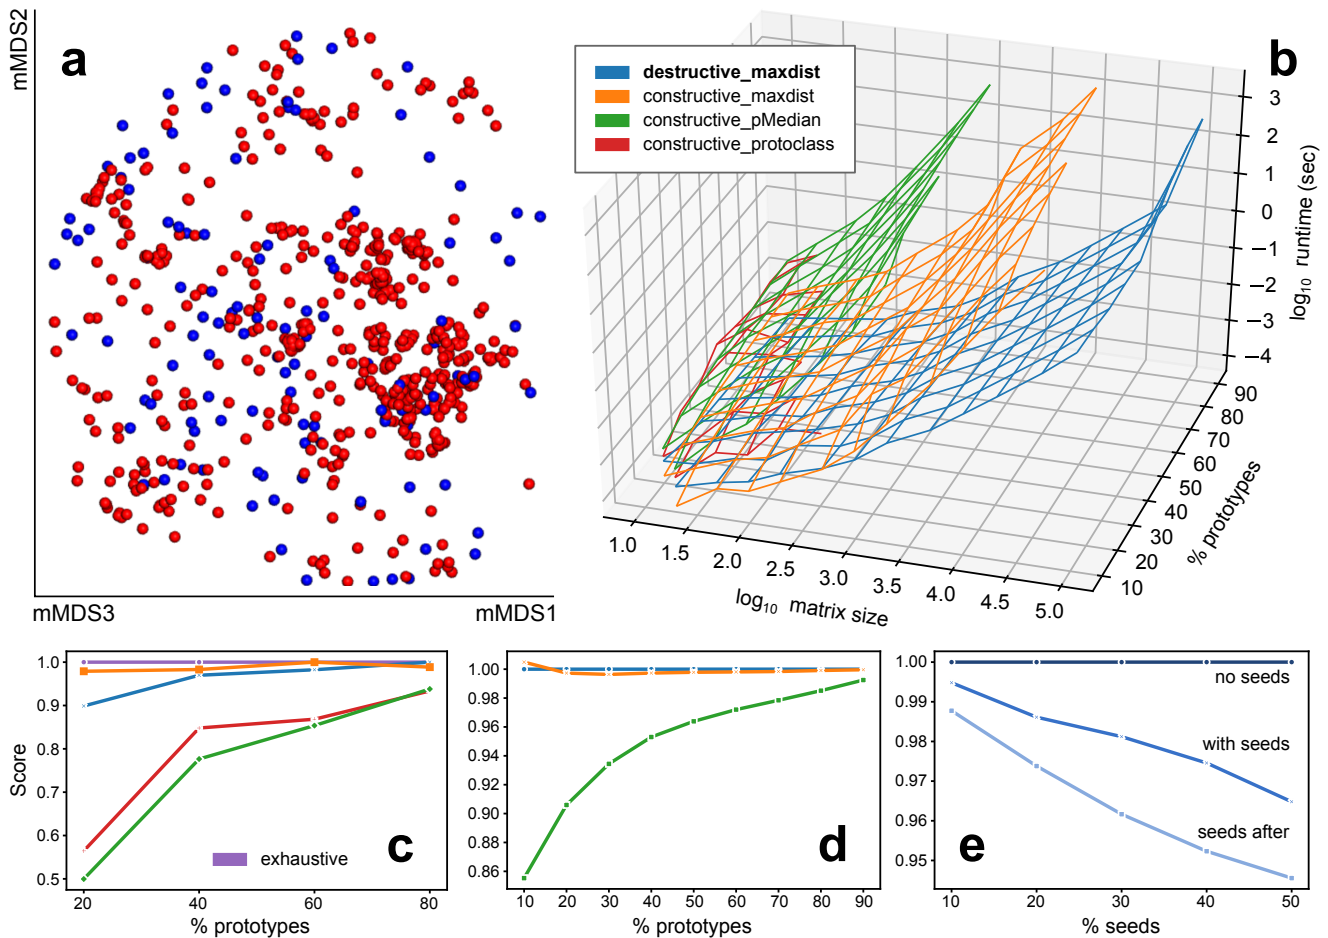 mMDS2
a
mMDS3
mMDS1
b
destructive_maxdist
constructive_maxdist
constructive_pMedian
constructive_protoclass
3
2
1
0
−1
−2
−3
−4
log10 runtime (sec)
90
80
70
60
50
40
30
20
10
% prototypes
1.0
1.5
2.0
2.5
3.0
3.5
4.0
4.5
5.0
log10 matrix size
1.0
0.9
0.8
0.7
0.6
0.5
Score
exhaustive
c
20
40
60
80
% prototypes
1.00
0.98
0.96
0.94
0.92
0.90
0.88
0.86
d
10
20
30
40
50
60
70
80
90
% prototypes
1.00
0.99
0.98
0.97
0.96
0.95
no seeds
with seeds
seeds after
e
10
20
30
40
50
% seeds